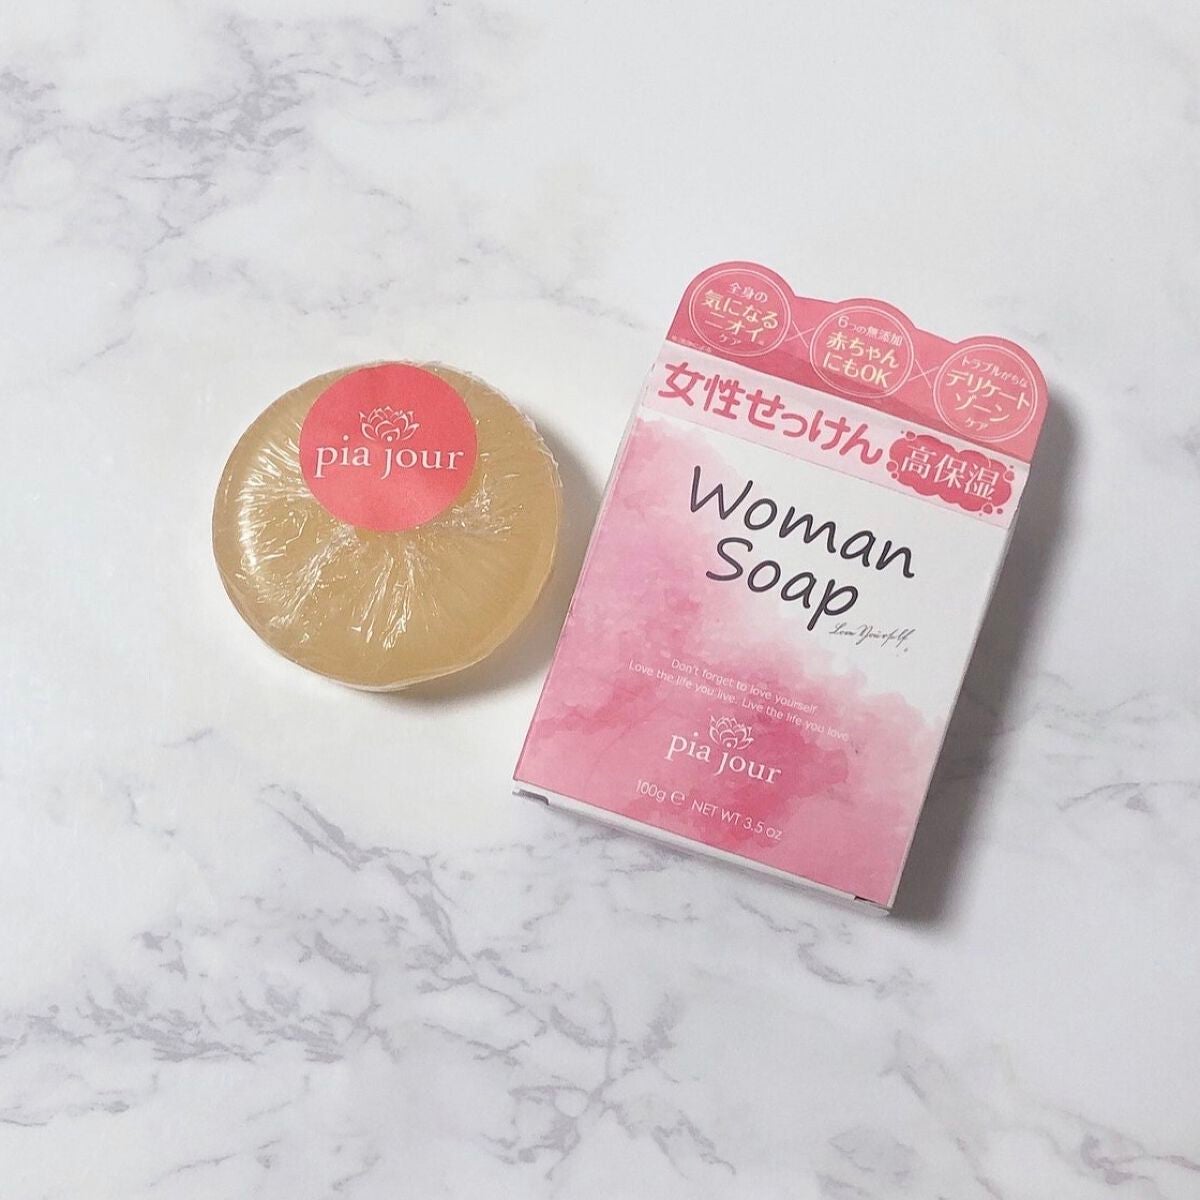 pia jour
全身の
気になる
ニオイ
ケア
6つの無添加
赤ちゃん
にもOK
トラブルがちな
デリケート
ゾーン
ケア
女性せっけん
高保湿
Woman
Soap
Love Yourself
Don't forget to love yourself
Love the life you live. Live the life you love
pia jour
100g ℮ NET WT 3.5 oz